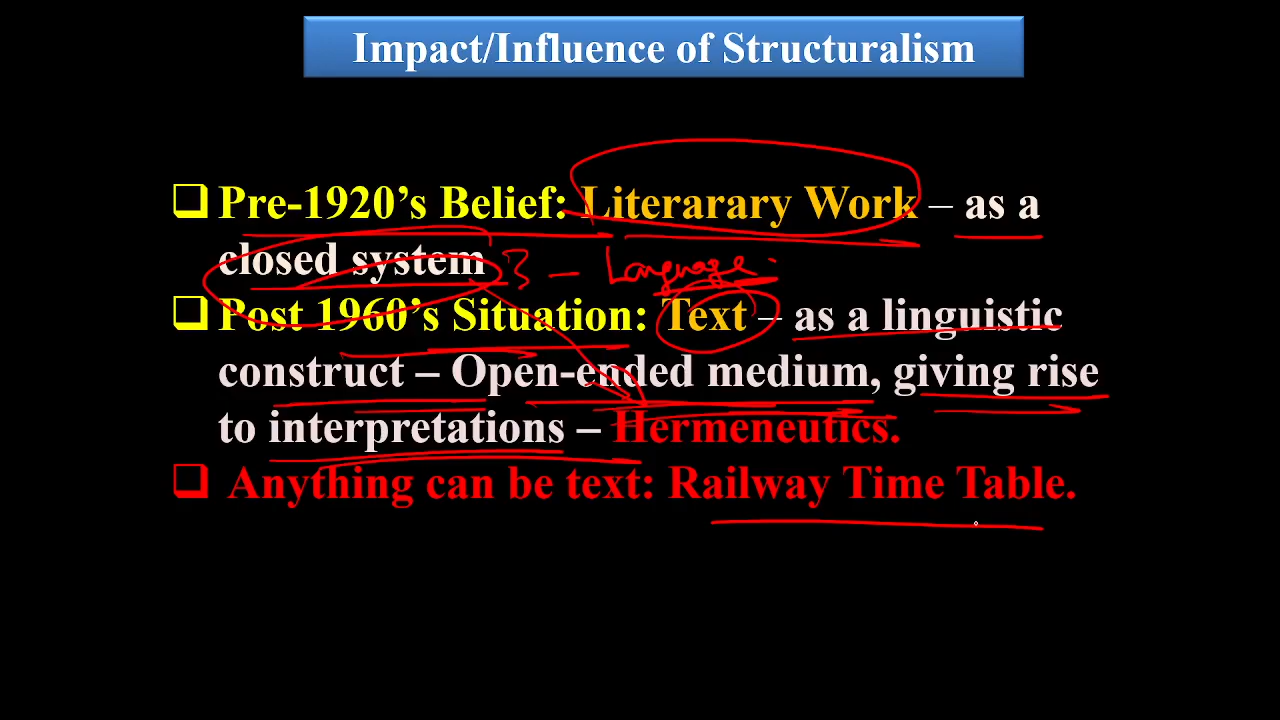 Impact/Influence of Structuralism
❑ Pre-1920’s Belief: Literarary Work – as a
closed system 3 – Language.
❑ Post 1960’s Situation: Text – as a linguistic
construct – Open-ended medium, giving rise
to interpretations – Hermeneutics.
❑ Anything can be text: Railway Time Table.